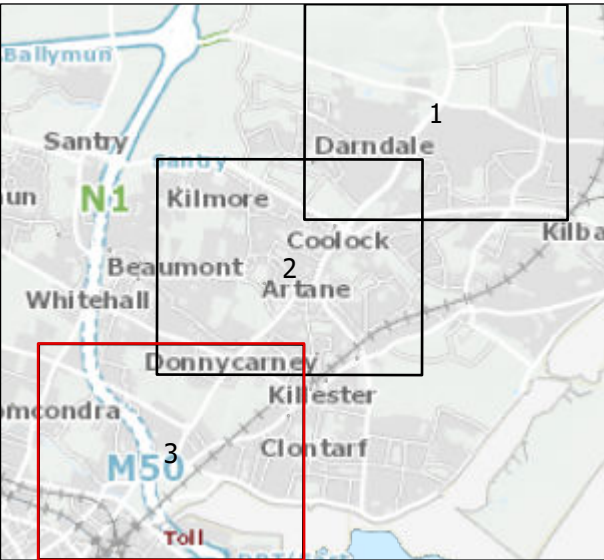 Ballymun
1
Santry
Darndale
Santry
un
N1
Kilmore
Coolock
Kilba
Beaumont
2
Artane
Whitehall
Donnycarney
Killester
omcondra
Clontarf
3
M50
Toll